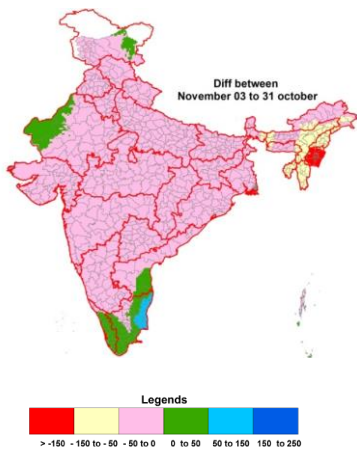 Diff between
November 03 to 31 october
Legends
> -150 -150 to -50 -50 to 0 0 to 50 50 to 150 150 to 250